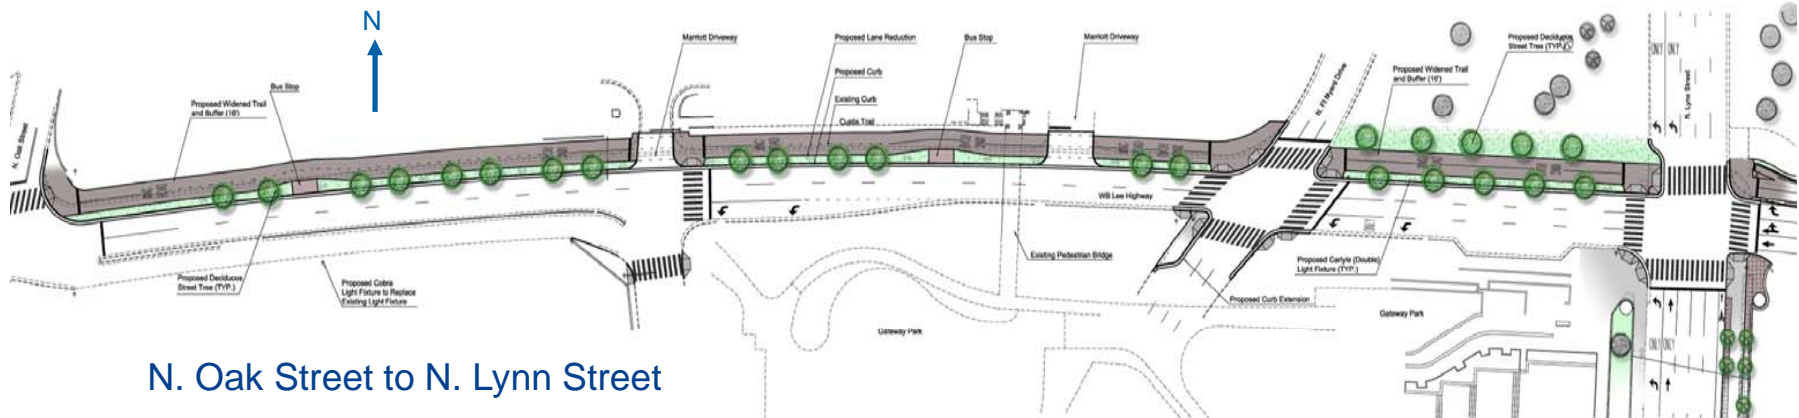 N
Marriott Driveway
Proposed Lane Reduction
Bus Stop
Marriott Driveway
Proposed Deciduous
Street Tree (TYP.)
Proposed Curb
Existing Curb
Custis Trail
Bus Stop
Proposed Widened Trail
and Buffer (16')
Proposed Widened Trail
and Buffer (16')
N. Oak Street
N. Ft Myers Drive
N. Lynn Street
ONLY
ONLY
WB Lee Highway
Proposed Deciduous
Street Tree (TYP.)
Proposed Cobra
Light Fixture to Replace
Existing Light Fixture
Existing Pedestrian Bridge
Proposed Carlyle (Double)
Light Fixture (TYP.)
Proposed Curb Extension
Gateway Park
Gateway Park
ONLY
ONLY
N. Oak Street to N. Lynn Street